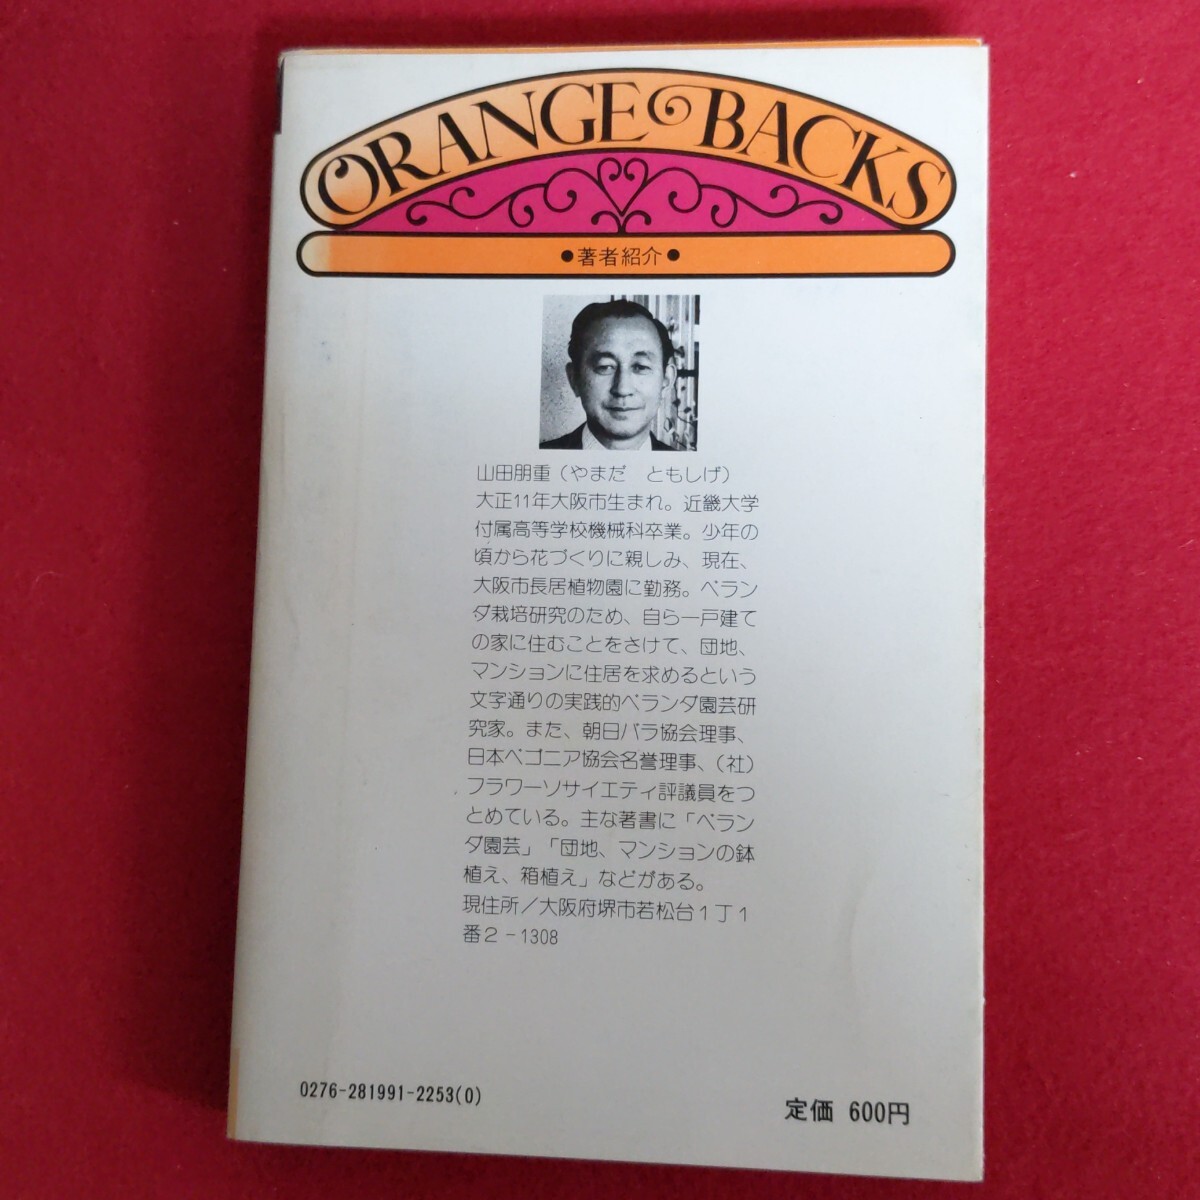 ORANGE BACKS
●著者紹介●
山田朋重(やまだ ともしげ)
大正11年大阪市生まれ。近畿大学
付属高等学校機械科卒業。少年の
頃から花づくりに親しみ、現在、
大阪市長居植物園に勤務。ベラン
ダ栽培研究のため、自ら一戸建て
の家に住むことをさけて、団地、
マンションに住居を求めるという
文字通りの実践的ベランダ園芸研
究家。また、朝日バラ協会理事、
日本ベゴニア協会名誉理事、(社)
フラワーソサイエティ評議員をつ
とめている。主な著書に「ベラン
ダ園芸」「団地、マンションの鉢
植え、箱植え」などがある。
現住所/大阪府堺市若松台1丁1
番2-1308
0276-281991-2253(0)
定価 600円